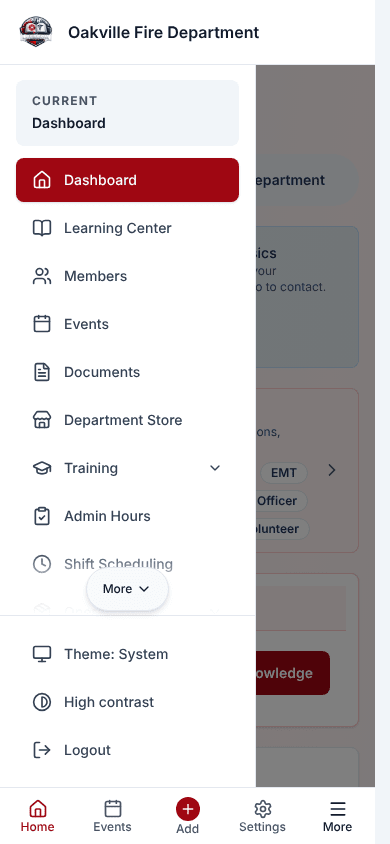 Oakville Fire Department
CURRENT
Dashboard
Dashboard
Learning Center
Members
Events
Documents
Department Store
Training
Admin Hours
Shift Scheduling
More
Theme: System
High contrast
Logout
epartment
sics
your
o to contact.
ons,
EMT
Officer
olunteer
owledge
Home
Events
Add
Settings
More